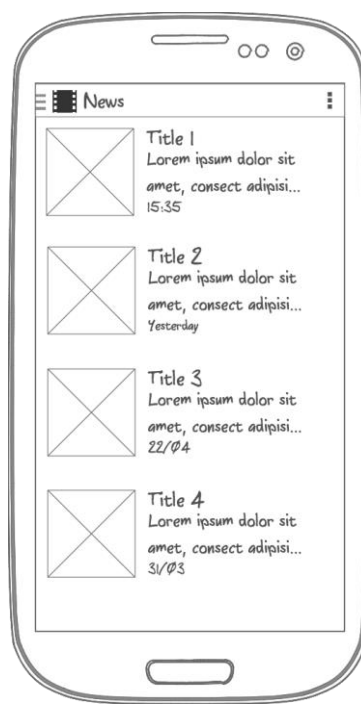 News
Title 1
Lorem ipsum dolor sit
amet, consect adipisi...
15:35
Title 2
Lorem ipsum dolor sit
amet, consect adipisi...
Yesterday
Title 3
Lorem ipsum dolor sit
amet, consect adipisi...
22/04
Title 4
Lorem ipsum dolor sit
amet, consect adipisi...
31/03